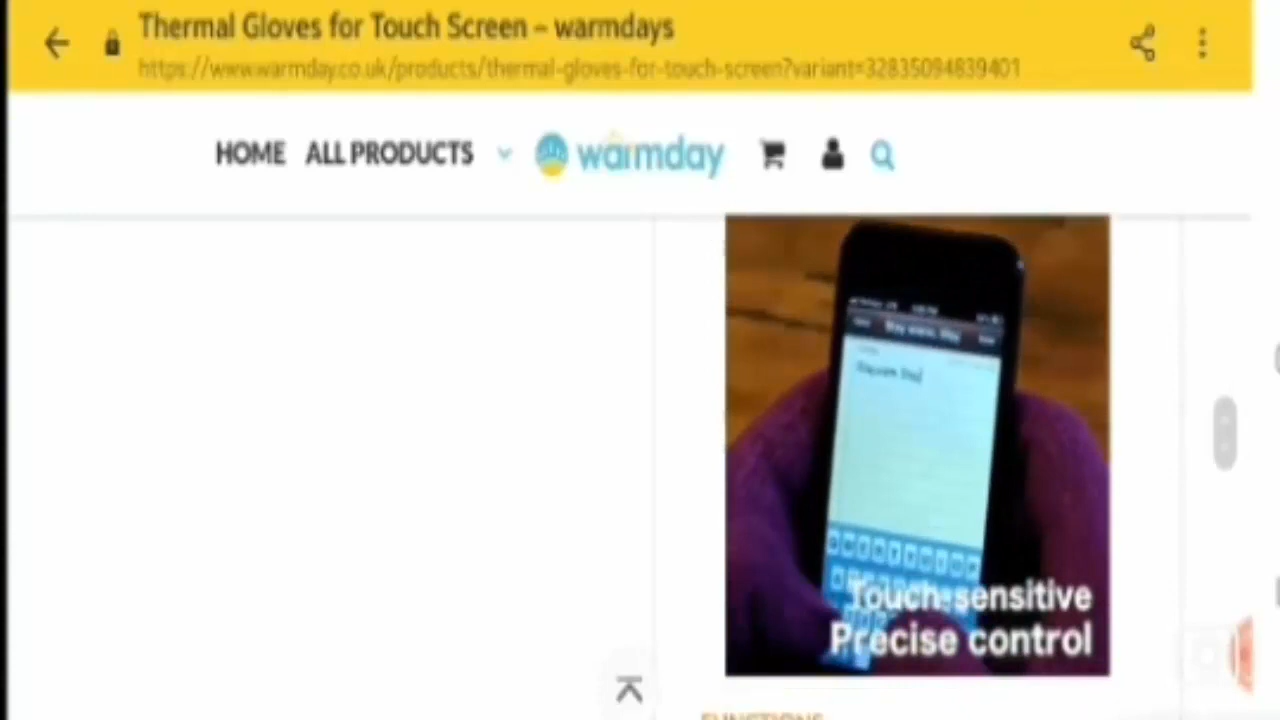 Thermal Gloves for Touch Screen – warmdays
https://www.warmday.co.uk/products/thermal-gloves-for-touch-screen?variant=32835094839401
HOME ALL PRODUCTS warmday
Touch-sensitive
Precise control
FUNCTIONS